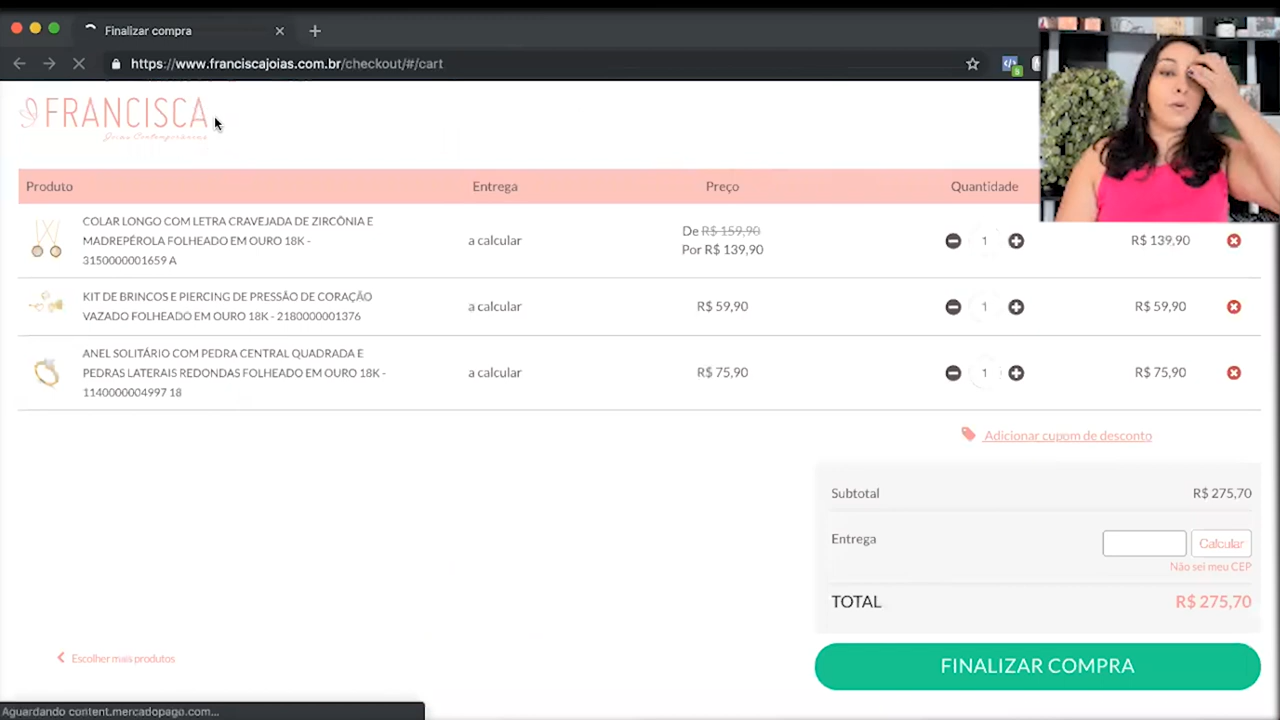 Finalizar compra
https://www.franciscajoias.com.br/checkout/#/cart
FRANCISCA
Joias Contemporâneas
Produto Entrega Preço Quantidade
COLAR LONGO COM LETRA CRAVEJADA DE ZIRCÔNIA E
MADREPÉROLA FOLHEADO EM OURO 18K -
3150000001659 A
a calcular
De R$ 159,90
Por R$ 139,90
1
R$ 139,90
KIT DE BRINCOS E PIERCING DE PRESSÃO DE CORAÇÃO
VAZADO FOLHEADO EM OURO 18K - 2180000001376
a calcular
R$ 59,90
1
R$ 59,90
ANEL SOLITÁRIO COM PEDRA CENTRAL QUADRADA E
PEDRAS LATERAIS REDONDAS FOLHEADO EM OURO 18K -
1140000004997 18
a calcular
R$ 75,90
1
R$ 75,90
Adicionar cupom de desconto
Subtotal R$ 275,70
Entrega Calcular
Não sei meu CEP
TOTAL R$ 275,70
Escolher mais produtos
FINALIZAR COMPRA
Aguardando content.mercadopago.com...